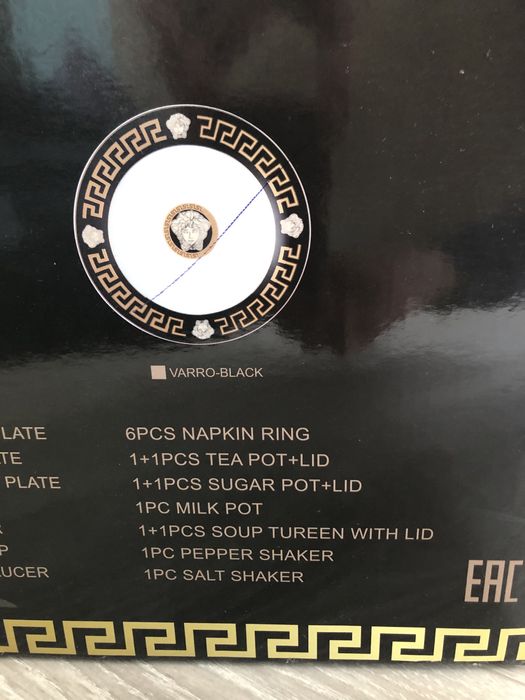 VARRO-BLACK
LATE
TE
PLATE
R
P
AUCER
6PCS NAPKIN RING
1+1PCS TEA POT+LID
1+1PCS SUGAR POT+LID
1PC MILK POT
1+1PCS SOUP TUREEN WITH LID
1PC PEPPER SHAKER
1PC SALT SHAKER
EAC